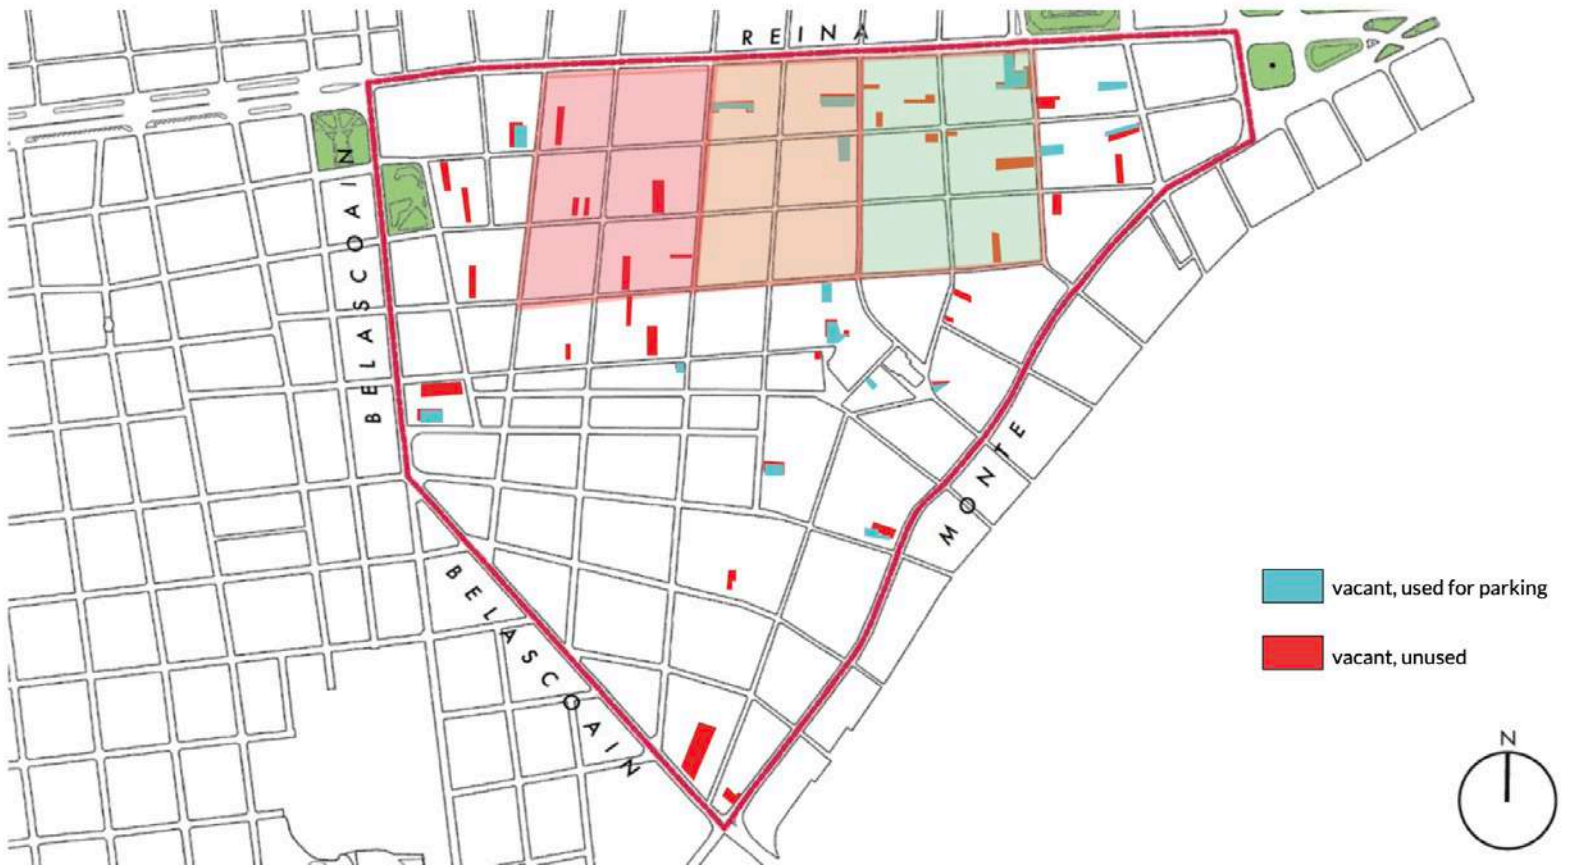 REINA
BELASCOAIN
MONTE
BELASCOAIN
vacant, used for parking
vacant, unused
N